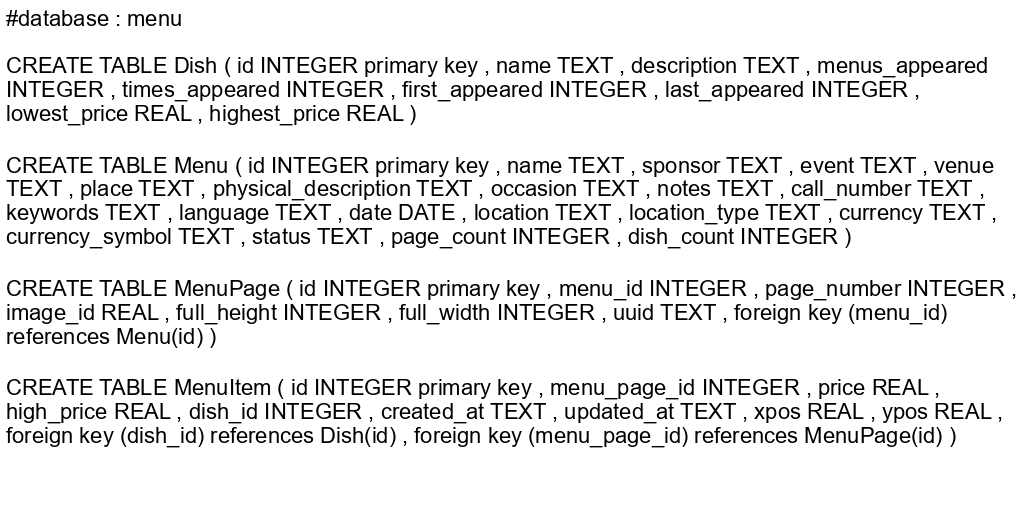 #database : menu
CREATE TABLE Dish ( id INTEGER primary key , name TEXT , description TEXT , menus_appeared
INTEGER , times_appeared INTEGER , first_appeared INTEGER , last_appeared INTEGER ,
lowest_price REAL , highest_price REAL )
CREATE TABLE Menu ( id INTEGER primary key , name TEXT , sponsor TEXT , event TEXT , venue
TEXT , place TEXT , physical_description TEXT , occasion TEXT , notes TEXT , call_number TEXT ,
keywords TEXT , language TEXT , date DATE , location TEXT , location_type TEXT , currency TEXT ,
currency_symbol TEXT , status TEXT , page_count INTEGER , dish_count INTEGER )
CREATE TABLE MenuPage ( id INTEGER primary key , menu_id INTEGER , page_number INTEGER ,
image_id REAL , full_height INTEGER , full_width INTEGER , uuid TEXT , foreign key (menu_id)
references Menu(id) )
CREATE TABLE MenuItem ( id INTEGER primary key , menu_page_id INTEGER , price REAL ,
high_price REAL , dish_id INTEGER , created_at TEXT , updated_at TEXT , xpos REAL , ypos REAL ,
foreign key (dish_id) references Dish(id) , foreign key (menu_page_id) references MenuPage(id) )